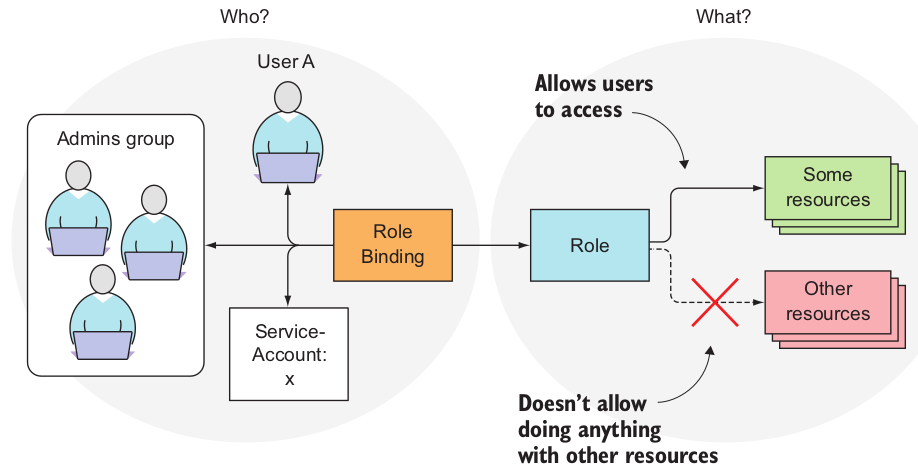 Who?
What?
User A
Allows users
to access
Admins group
Some
resources
Role
Binding
Role
Other
resources
Service-
Account:
x
Doesn't allow
doing anything
with other resources